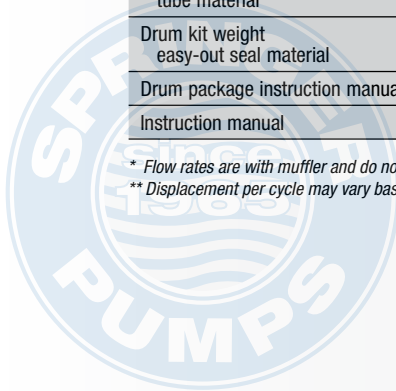 tube material
Drum kit weight
easy-out seal material
Drum package instruction manua
Instruction manual
* Flow rates are with muffler and do no
** Displacement per cycle may vary bas
SPRINGER
since
1965
PUMPS